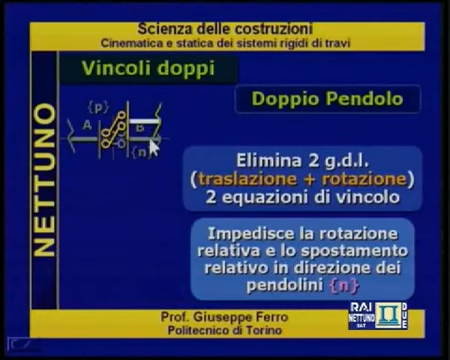 Scienza delle costruzioni
Cinematica e statica dei sistemi rigidi di travi
Vincoli doppi
Doppio Pendolo
{p}
A
B
{n}
NETTUNO
Elimina 2 g.d.l.
(traslazione + rotazione)
2 equazioni di vincolo
Impedisce la rotazione
relativa e lo spostamento
relativo in direzione dei
pendolini {n}
RAI
NETTUNO
SAT
DUE
Prof. Giuseppe Ferro
Politecnico di Torino